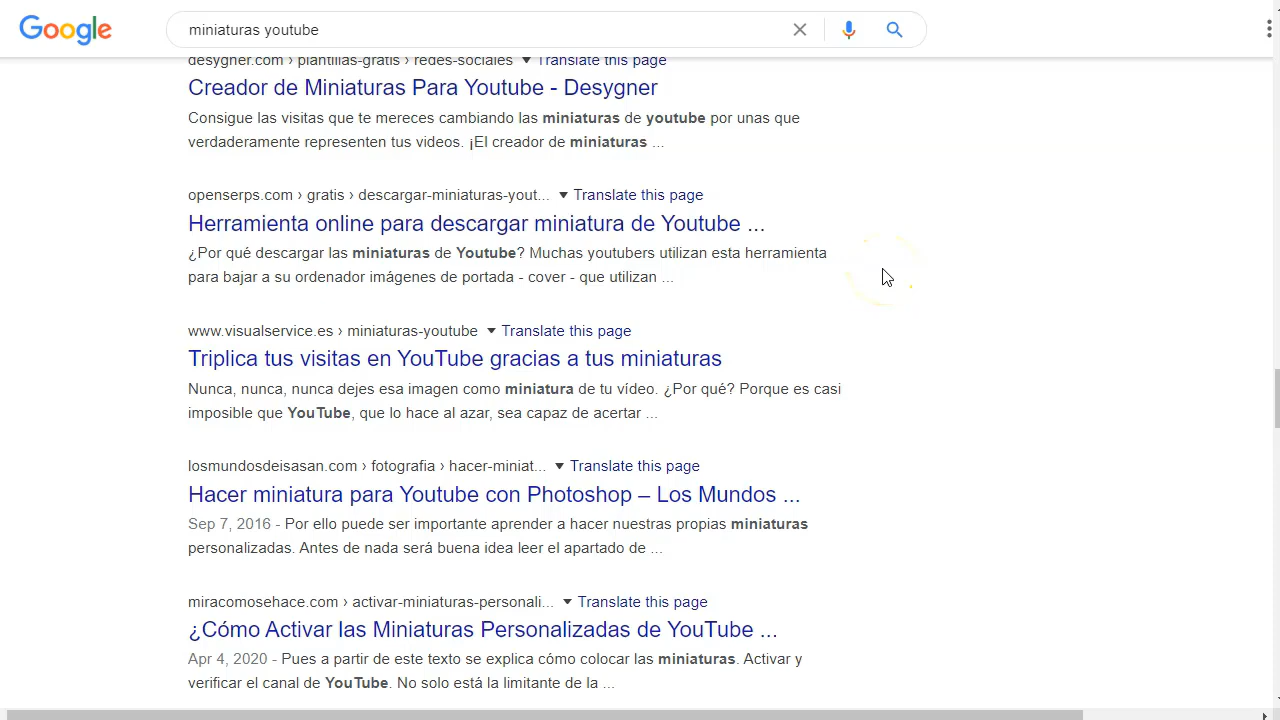 Google
miniaturas youtube
desygner.com › plantillas-gratis › redes-sociales ▼ Translate this page
Creador de Miniaturas Para Youtube - Desygner
Consigue las visitas que te mereces cambiando las miniaturas de youtube por unas que
verdaderamente representen tus videos. ¡El creador de miniaturas ...
openserps.com › gratis › descargar-miniaturas-yout... ▼ Translate this page
Herramienta online para descargar miniatura de Youtube ...
¿Por qué descargar las miniaturas de Youtube? Muchas youtubers utilizan esta herramienta
para bajar a su ordenador imágenes de portada - cover - que utilizan ...
www.visualservice.es › miniaturas-youtube ▼ Translate this page
Triplica tus visitas en YouTube gracias a tus miniaturas
Nunca, nunca, nunca dejes esa imagen como miniatura de tu vídeo. ¿Por qué? Porque es casi
imposible que YouTube, que lo hace al azar, sea capaz de acertar ...
losmundosdeisasan.com › fotografia › hacer-miniat... ▼ Translate this page
Hacer miniatura para Youtube con Photoshop – Los Mundos ...
Sep 7, 2016 - Por ello puede ser importante aprender a hacer nuestras propias miniaturas
personalizadas. Antes de nada será buena idea leer el apartado de ...
miracomosehace.com › activar-miniaturas-personali... ▼ Translate this page
¿Cómo Activar las Miniaturas Personalizadas de YouTube ...
Apr 4, 2020 - Pues a partir de este texto se explica cómo colocar las miniaturas. Activar y
verificar el canal de YouTube. No solo está la limitante de la ...